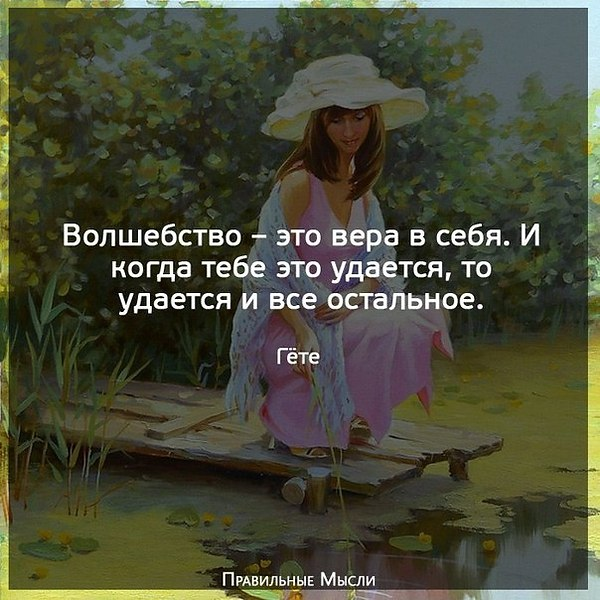 Волшебство – это вера в себя. И
когда тебе это удается, то
удается и все остальное.
Гёте
Правильные Мысли